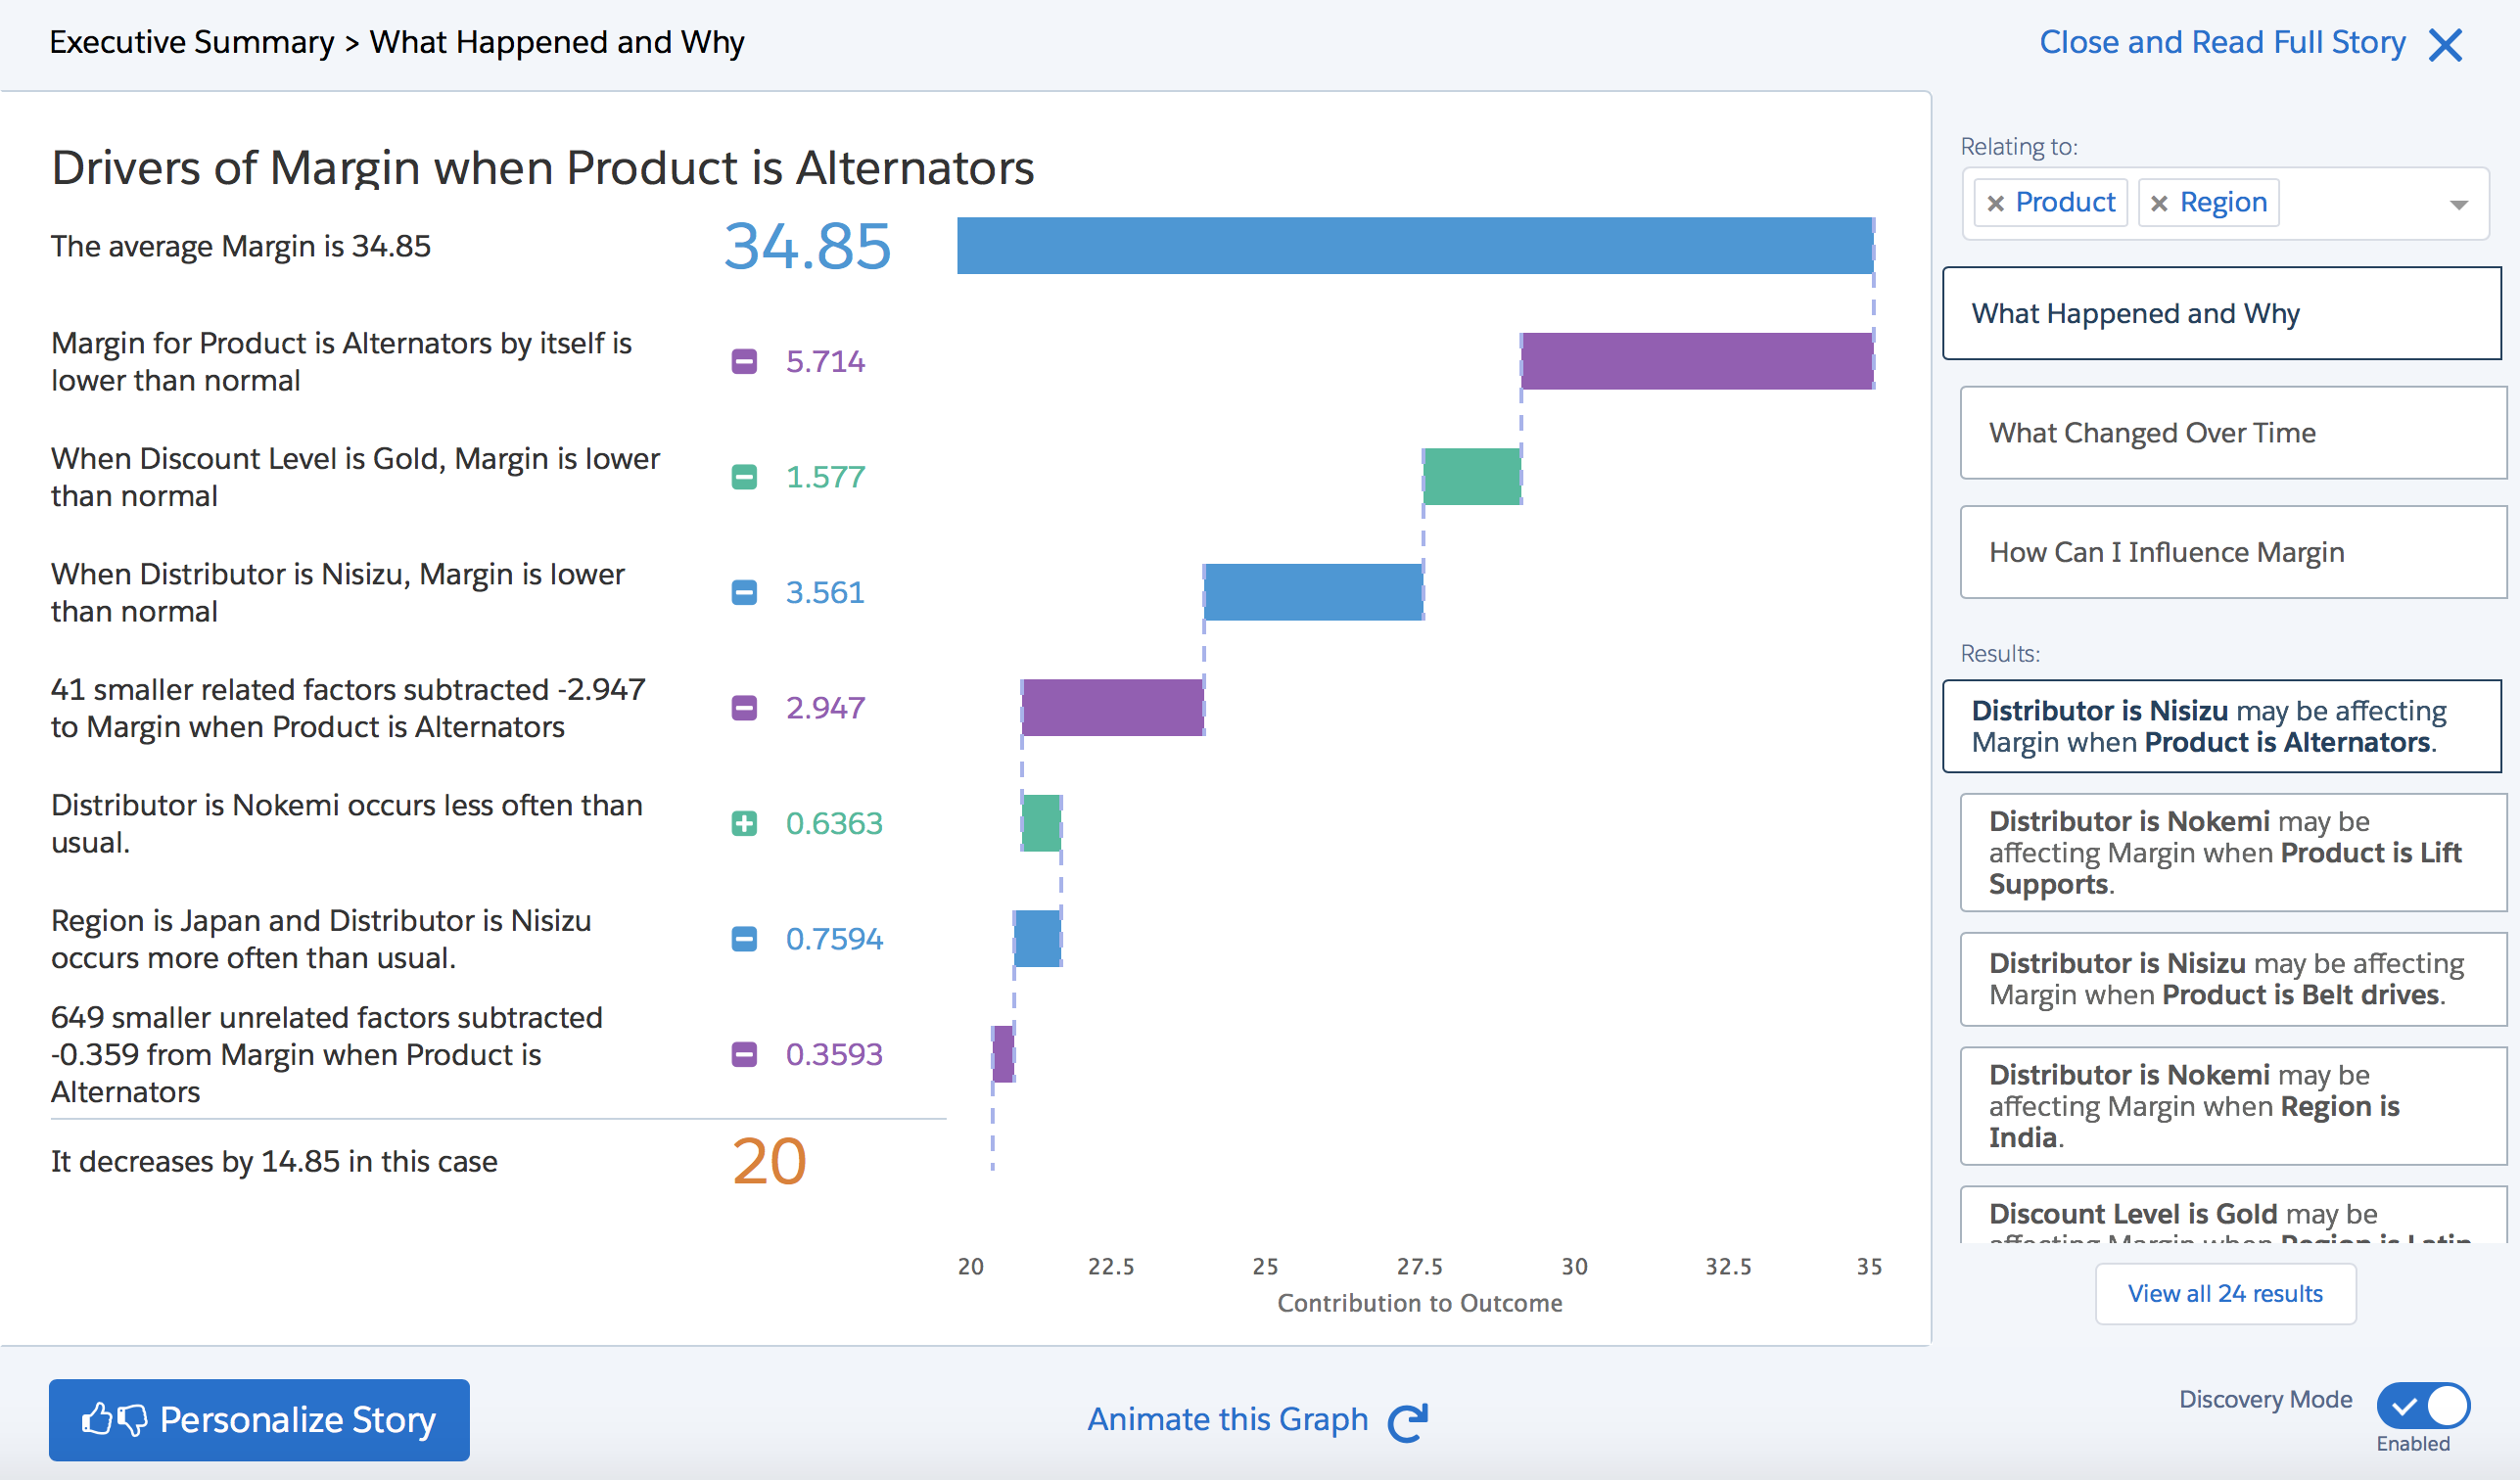 Executive Summary > What Happened and Why
Close and Read Full Story
Drivers of Margin when Product is Alternators
The average Margin is 34.85
34.85
Margin for Product is Alternators by itself is
lower than normal
5.714
When Discount Level is Gold, Margin is lower
than normal
1.577
When Distributor is Nisizu, Margin is lower
than normal
3.561
41 smaller related factors subtracted -2.947
to Margin when Product is Alternators
2.947
Distributor is Nokemi occurs less often than
usual.
0.6363
Region is Japan and Distributor is Nisizu
occurs more often than usual.
0.7594
649 smaller unrelated factors subtracted
-0.359 from Margin when Product is
Alternators
0.3593
It decreases by 14.85 in this case
20
20 22.5 25 27.5 30 32.5 35
Contribution to Outcome
Relating to:
Product
Region
What Happened and Why
What Changed Over Time
How Can I Influence Margin
Results:
Distributor is Nisizu may be affecting
Margin when Product is Alternators.
Distributor is Nokemi may be
affecting Margin when Product is Lift
Supports.
Distributor is Nisizu may be affecting
Margin when Product is Belt drives.
Distributor is Nokemi may be
affecting Margin when Region is
India.
Discount Level is Gold may be
affecting Margin when Region is Latin
View all 24 results
Personalize Story
Animate this Graph
Discovery Mode
Enabled